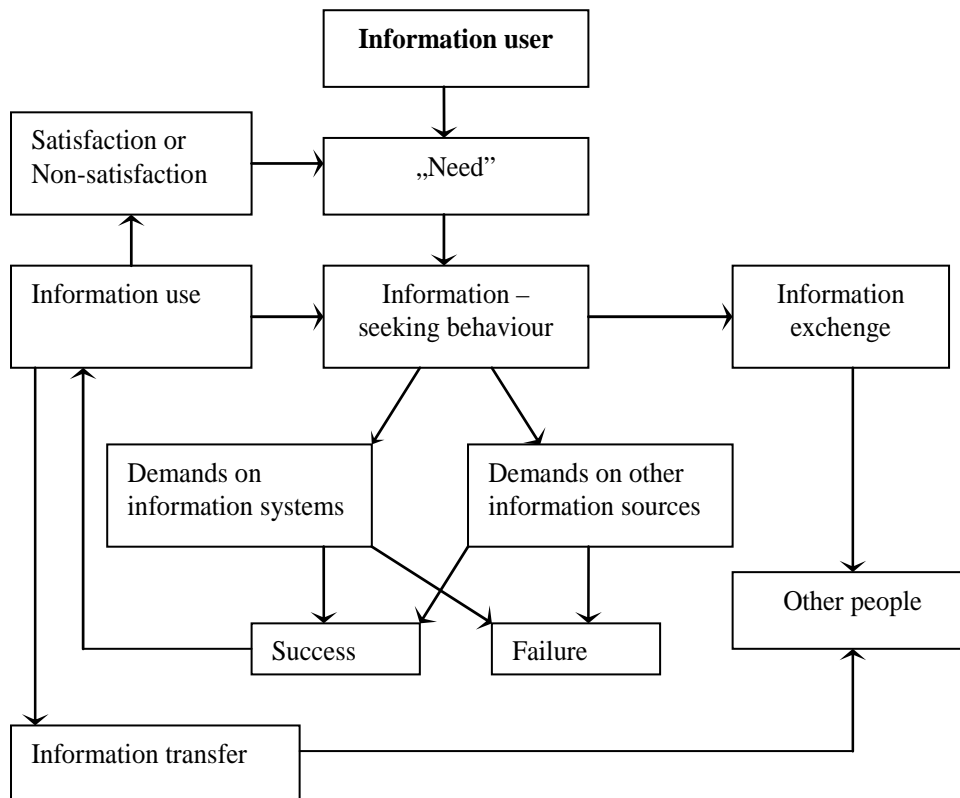 Information user
Satisfaction or
Non-satisfaction
„Need”
Information use
Information –
seeking behaviour
Information
exchenge
Demands on
information systems
Demands on other
information sources
Other people
Success
Failure
Information transfer